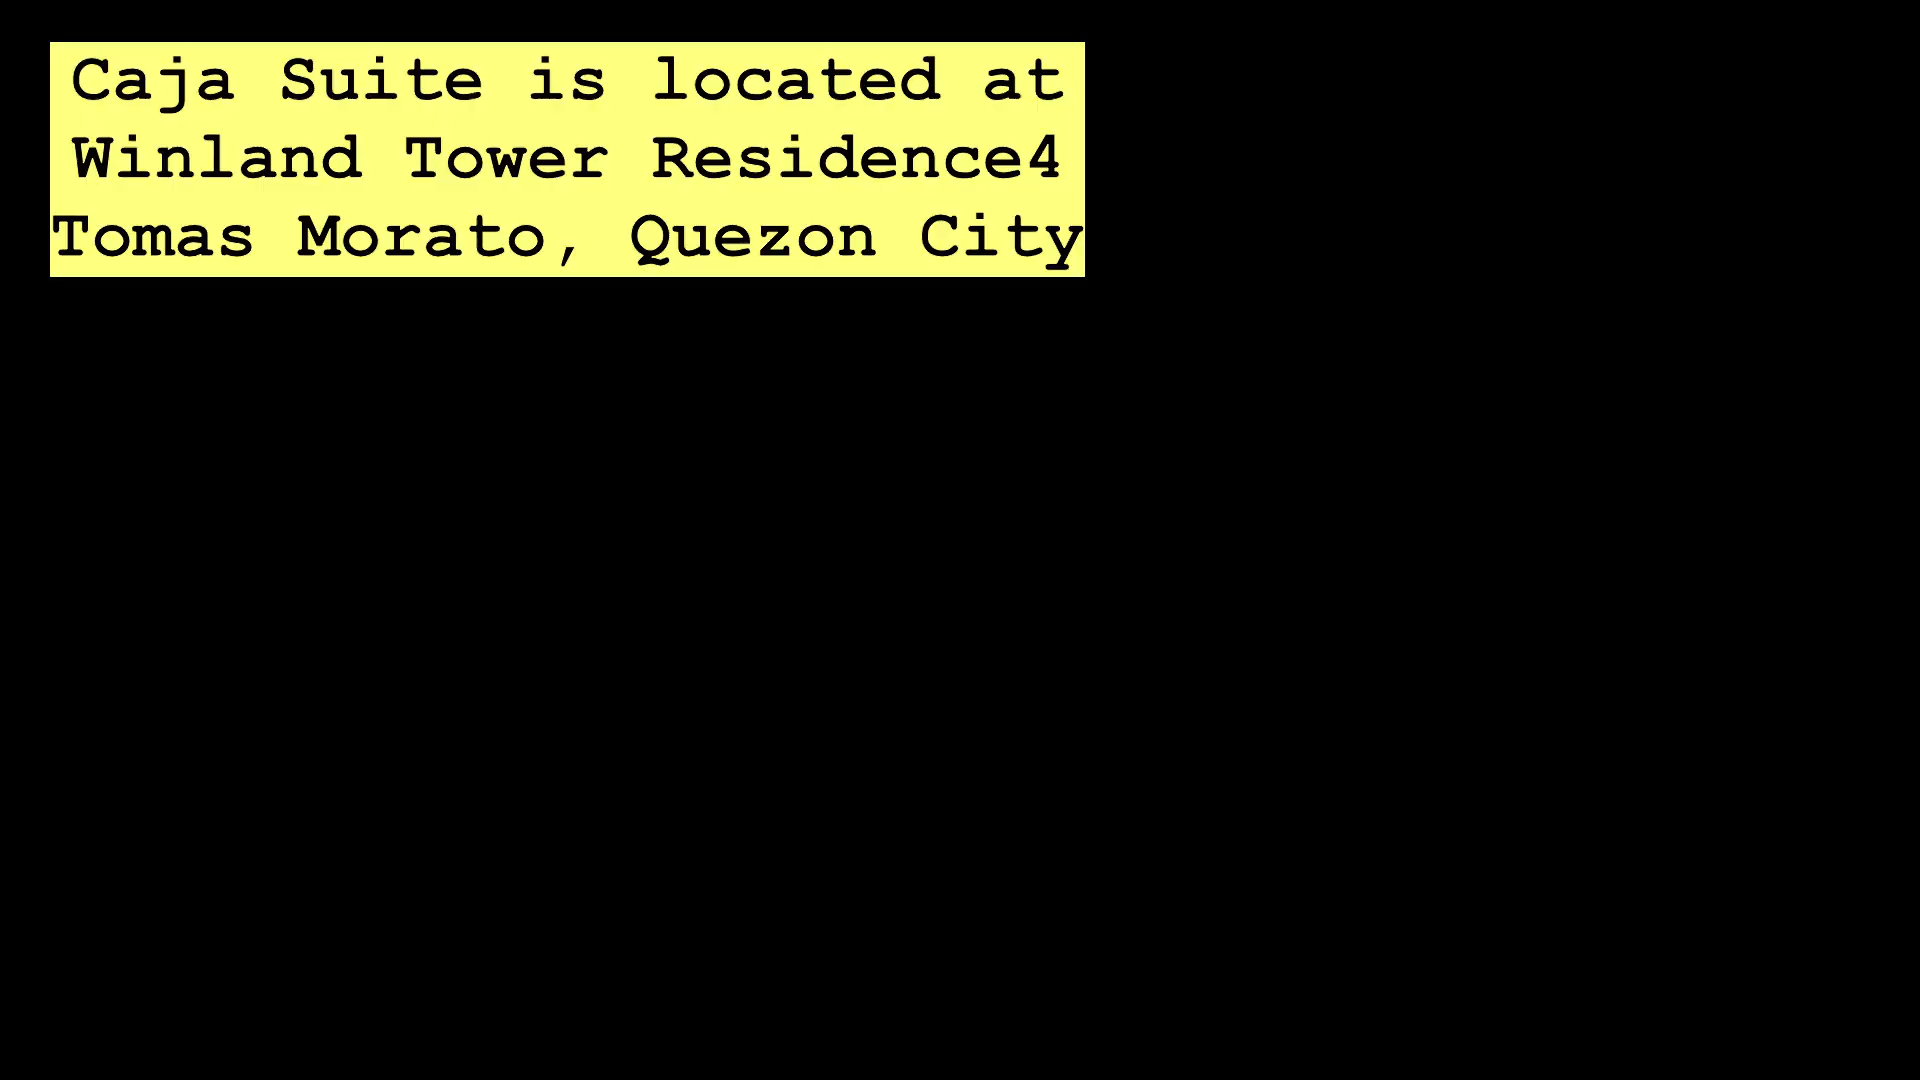 Caja Suite is located at
Winland Tower Residence4
Tomas Morato, Quezon City